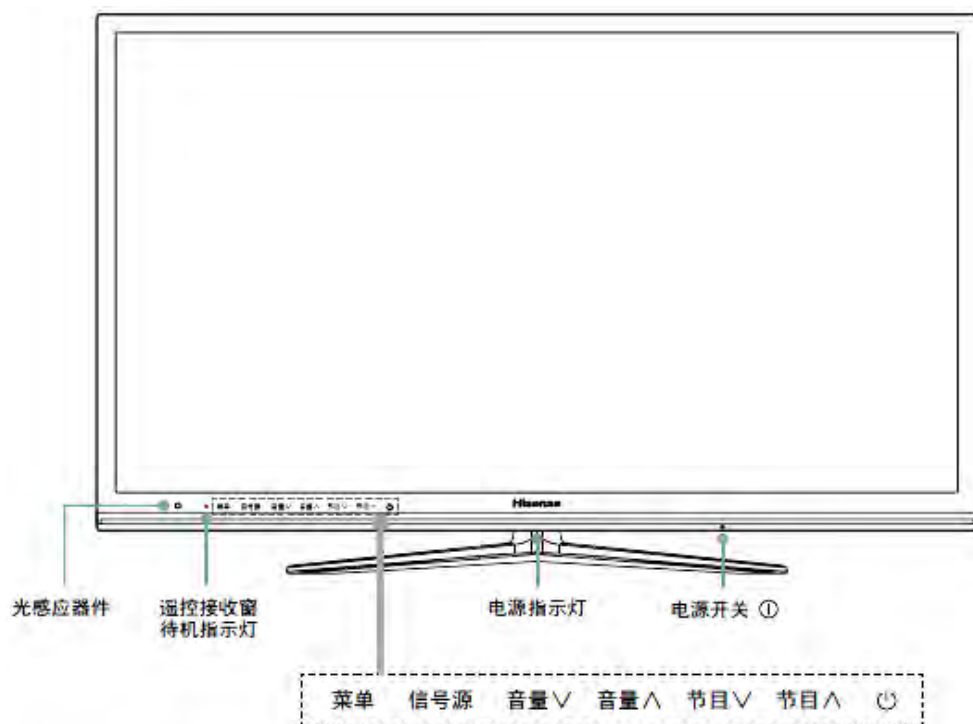 Hisense
光感应器件
遥控接收窗
待机指示灯
电源指示灯
电源开关
菜单 信号源 音量∨ 音量∧ 节目∨ 节目∧ ⏻